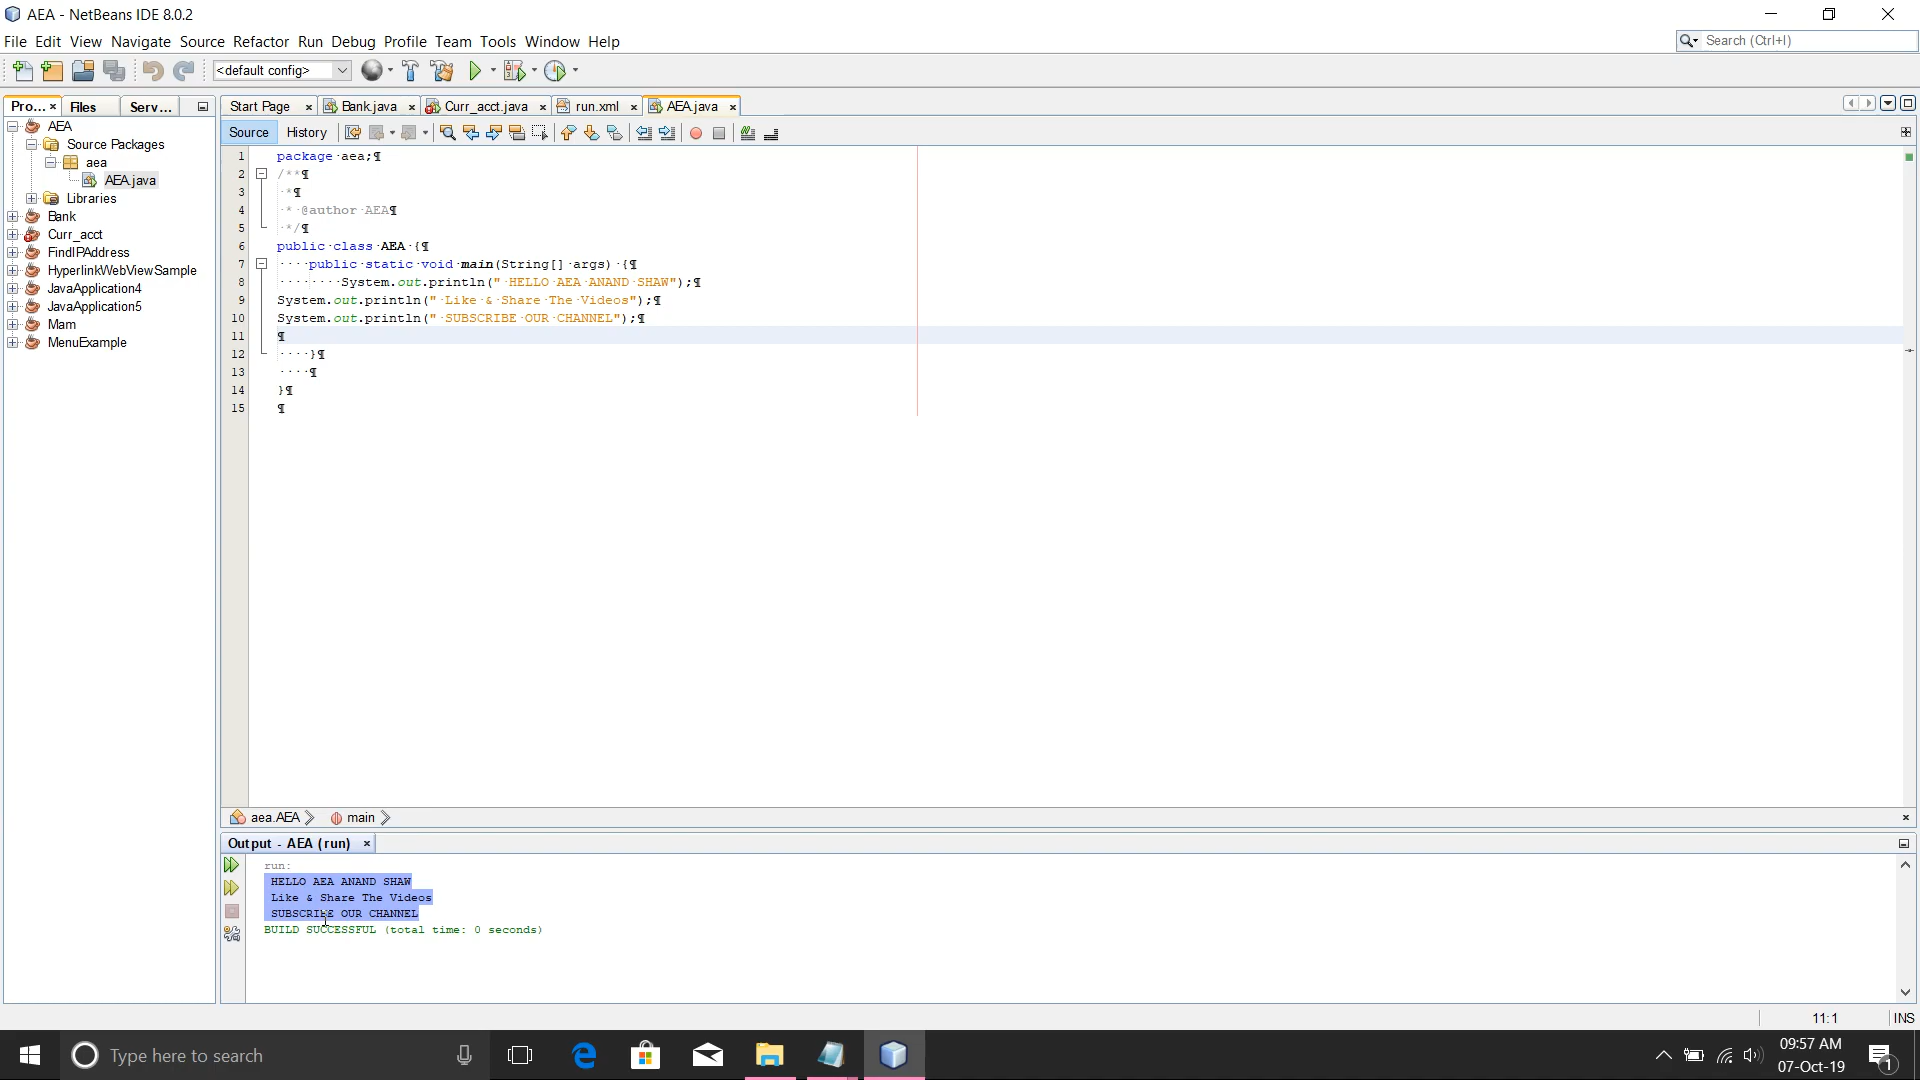 AEA - NetBeans IDE 8.0.2
File Edit View Navigate Source Refactor Run Debug Profile Team Tools Window Help
Search (Ctrl+I)
<default config>
Pro... × Files Serv...
Start Page × Bank.java × Curr_acct.java × run.xml × AEA.java ×
AEA
Source Packages
aea
AEA.java
Libraries
Bank
Curr_acct
FindIPAddress
HyperlinkWebViewSample
JavaApplication4
JavaApplication5
Mam
MenuExample
Source History
1 package·aea;¶
2 /**¶
3 ·*¶
4 ·*·@author·AEA¶
5 ·*/¶
6 public·class·AEA·{¶
7 ····public·static·void·main(String[]·args)·{¶
8 ········System.out.println("·HELLO·AEA·ANAND·SHAW");¶
9 System.out.println("·Like·&·Share·The·Videos");¶
10 System.out.println("·SUBSCRIBE·OUR·CHANNEL");¶
11 ¶
12 ····}¶
13 ····¶
14 }¶
15 ¶
aea.AEA main
Output - AEA (run) ×
run:
HELLO AEA ANAND SHAW
Like & Share The Videos
SUBSCRIBE OUR CHANNEL
BUILD SUCCESSFUL (total time: 0 seconds)
11:1 INS
Type here to search
09:57 AM
07-Oct-19
1